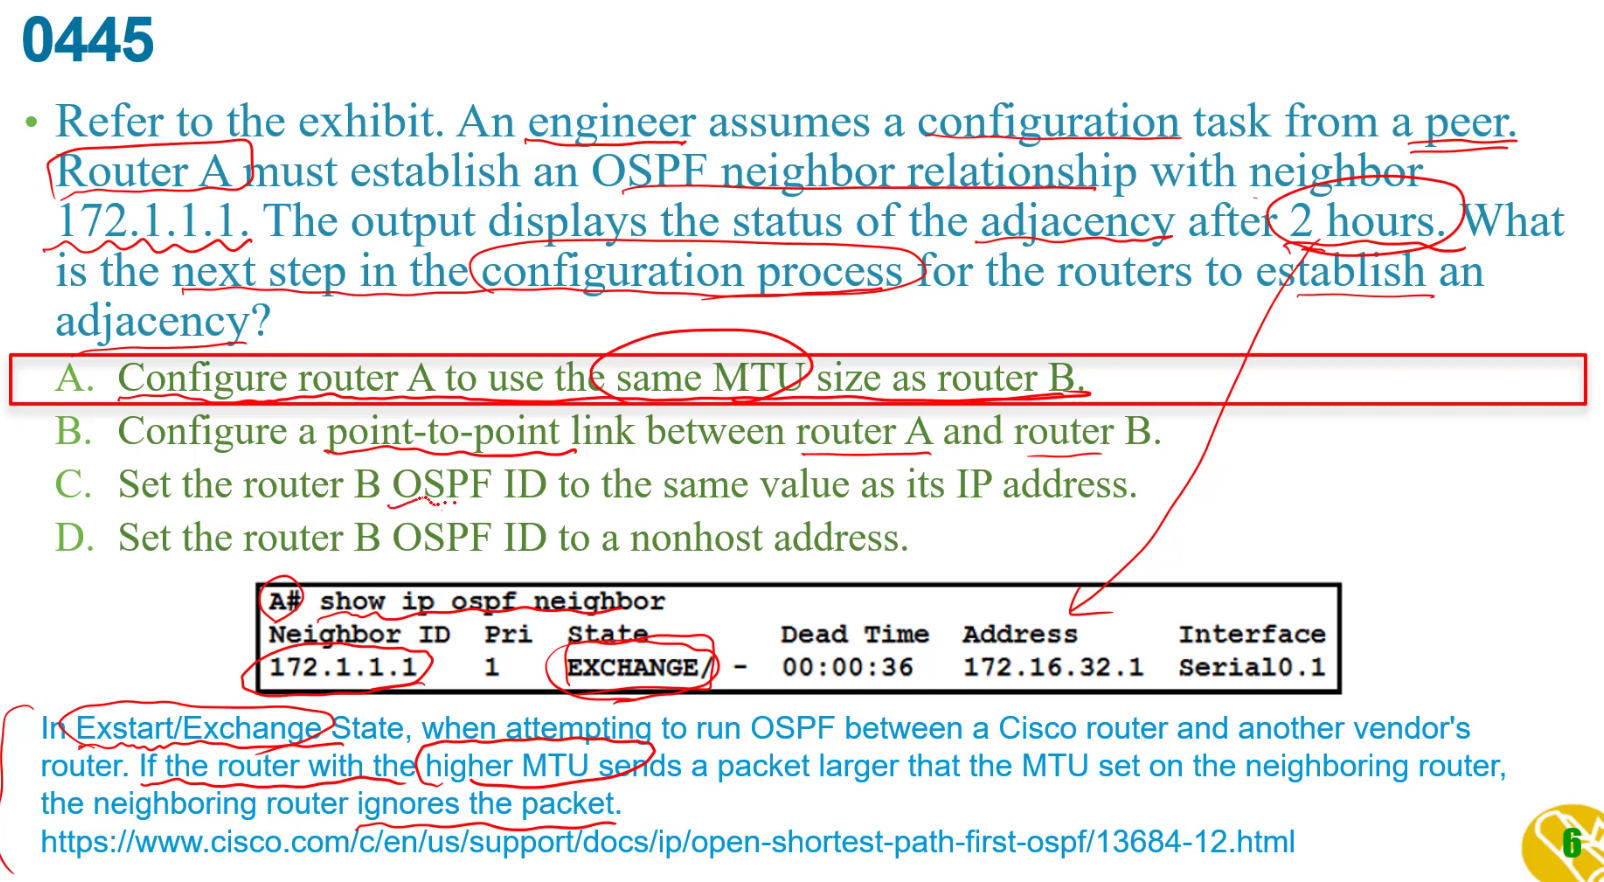 0445
• Refer to the exhibit. An engineer assumes a configuration task from a peer.
Router A must establish an OSPF neighbor relationship with neighbor
172.1.1.1. The output displays the status of the adjacency after 2 hours. What
is the next step in the configuration process for the routers to establish an
adjacency?
A. Configure router A to use the same MTU size as router B.
B. Configure a point-to-point link between router A and router B.
C. Set the router B OSPF ID to the same value as its IP address.
D. Set the router B OSPF ID to a nonhost address.
A# show ip ospf neighbor
Neighbor ID Pri State Dead Time Address Interface
172.1.1.1 1 EXCHANGE/ - 00:00:36 172.16.32.1 Serial0.1
In Exstart/Exchange State, when attempting to run OSPF between a Cisco router and another vendor's
router. If the router with the higher MTU sends a packet larger that the MTU set on the neighboring router,
the neighboring router ignores the packet.
https://www.cisco.com/c/en/us/support/docs/ip/open-shortest-path-first-ospf/13684-12.html
6